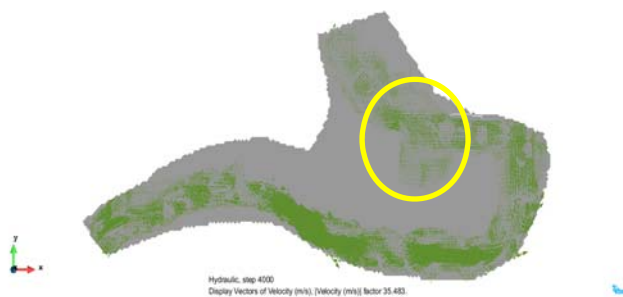 y
x
Hydraulic, step 4000
Display Vectors of Velocity (m/s), |Velocity (m/s)| factor 35.483.